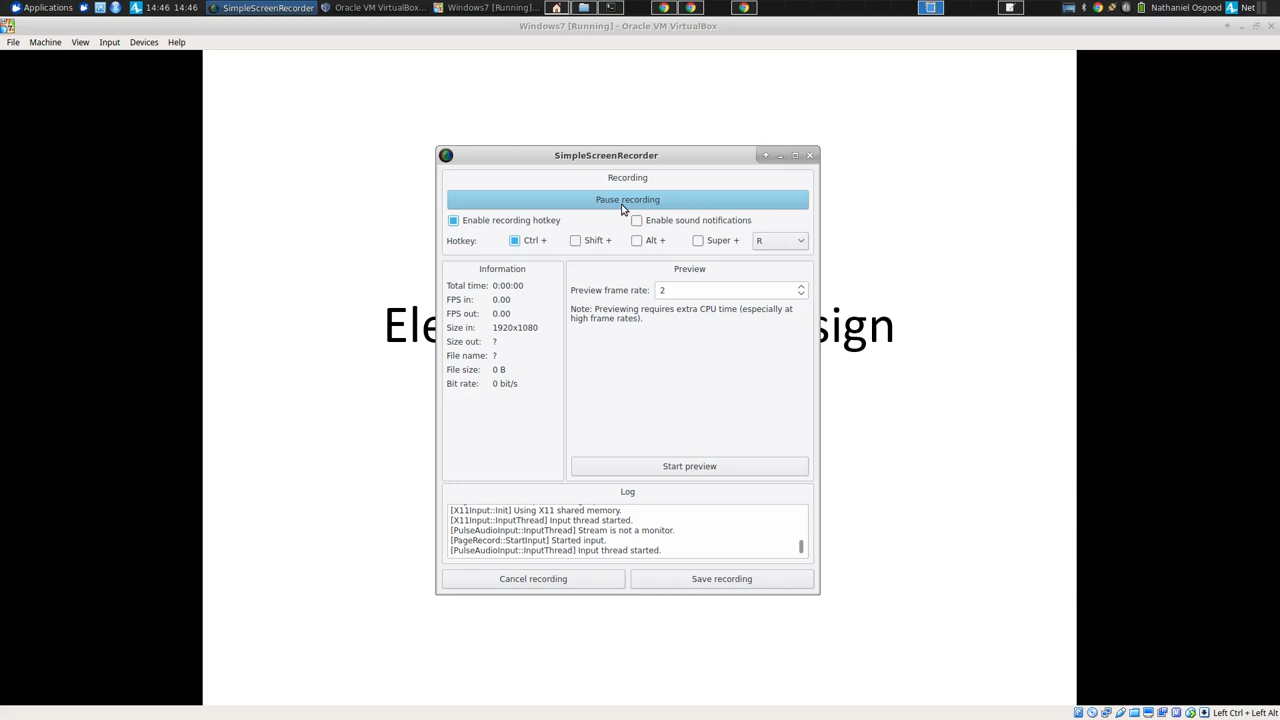 Applications
14:46 14:46
SimpleScreenRecorder
Oracle VM VirtualBox...
Windows7 [Running]...
Nathaniel Osgood
Net
Windows7 [Running] - Oracle VM VirtualBox
File Machine View Input Devices Help
SimpleScreenRecorder
Recording
Pause recording
Enable recording hotkey
Enable sound notifications
Hotkey: Ctrl + Shift + Alt + Super + R
Information
Total time: 0:00:00
FPS in: 0.00
FPS out: 0.00
Size in: 1920x1080
Size out: ?
File name: ?
File size: 0 B
Bit rate: 0 bit/s
Preview
Preview frame rate: 2
Note: Previewing requires extra CPU time (especially at
high frame rates).
Start preview
Ele
sign
Log
[X11Input::Init] Using X11 shared memory.
[X11Input::InputThread] Input thread started.
[PulseAudioInput::InputThread] Stream is not a monitor.
[PageRecord::StartInput] Started input.
[PulseAudioInput::InputThread] Input thread started.
Cancel recording
Save recording
Left Ctrl + Left Alt